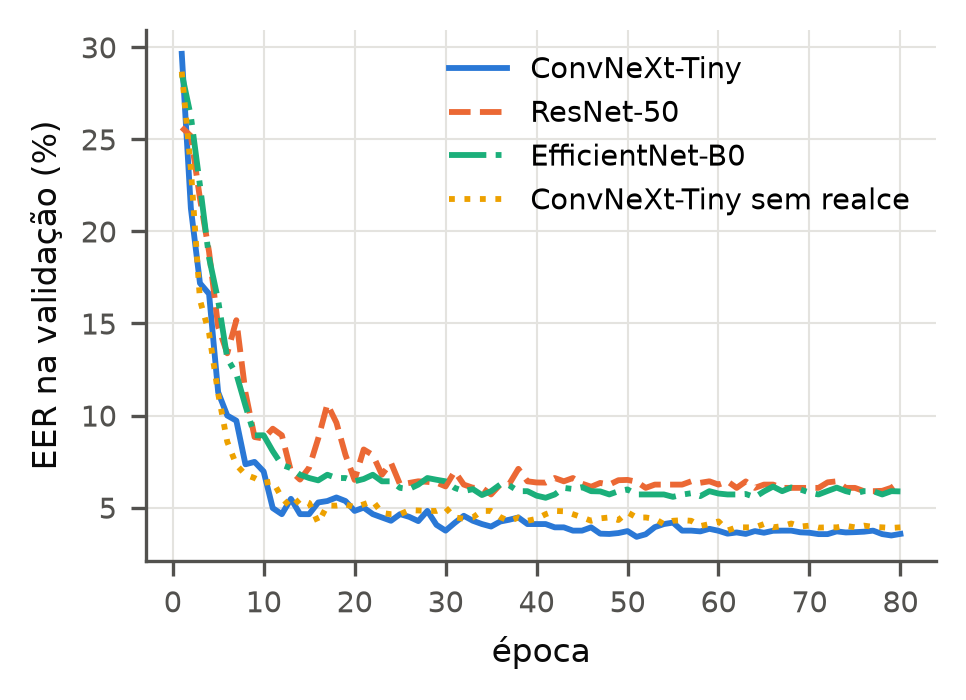 30
25
20
15
10
5
EER na validação (%)
ConvNeXt-Tiny
ResNet-50
EfficientNet-B0
ConvNeXt-Tiny sem realce
0 10 20 30 40 50 60 70 80
época